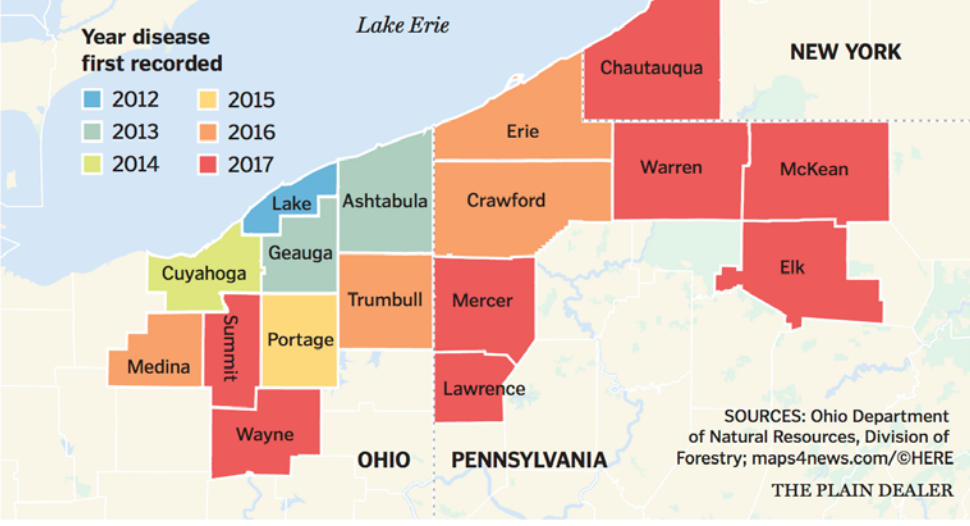 Lake Erie
Year disease
first recorded
2012
2013
2014
2015
2016
2017
NEW YORK
Chautauqua
Erie
Warren
McKean
Crawford
Lake
Ashtabula
Geauga
Cuyahoga
Elk
Trumbull
Mercer
Summit
Portage
Medina
Lawrence
Wayne
OHIO
PENNSYLVANIA
SOURCES: Ohio Department
of Natural Resources, Division of
Forestry; maps4news.com/©HERE
THE PLAIN DEALER